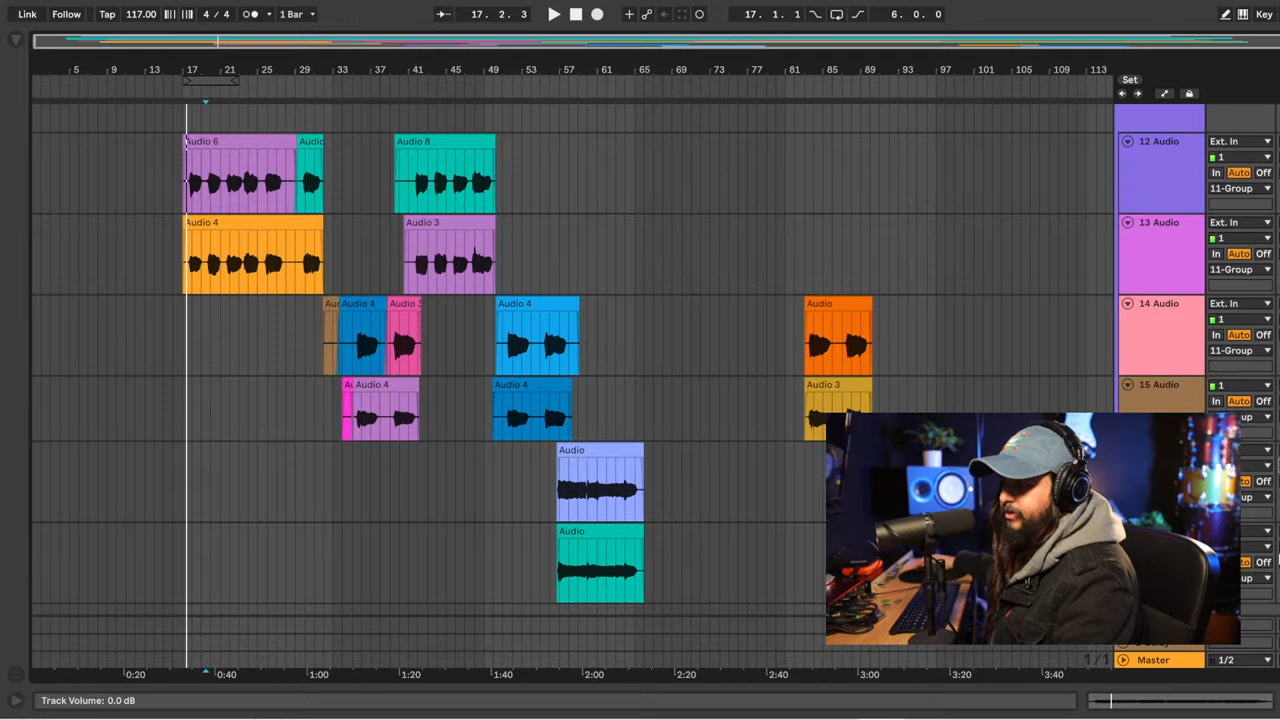 Link Follow Tap 117.00 4 / 4 1 Bar 17. 2. 3 17. 1. 1 6. 0. 0 Key
5 9 13 17 21 25 29 33 37 41 45 49 53 57 61 65 69 73 77 81 85 89 93 97 101 105 109 113
Set
Audio 6 Audio Audio 8 12 Audio Ext. In
1
In Auto Off
11-Group
Audio 4 Audio 3 13 Audio Ext. In
1
In Auto Off
11-Group
Audio 4 Audio 3 Audio 4 Audio 14 Audio Ext. In
1
In Auto Off
11-Group
Audio 4 Audio 4 Audio 3 15 Audio 1
In Auto Off
Audio
Off
Audio
Off
1/1 Master 1/2
0:20 0:40 1:00 1:20 1:40 2:00 2:20 2:40 3:00 3:20 3:40
Track Volume: 0.0 dB